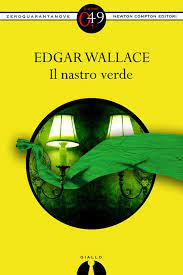 ZEROQUARANTANOVE
0,49
NEWTON COMPTON EDITORI
EDGAR WALLACE
Il nastro verde
GIALLO